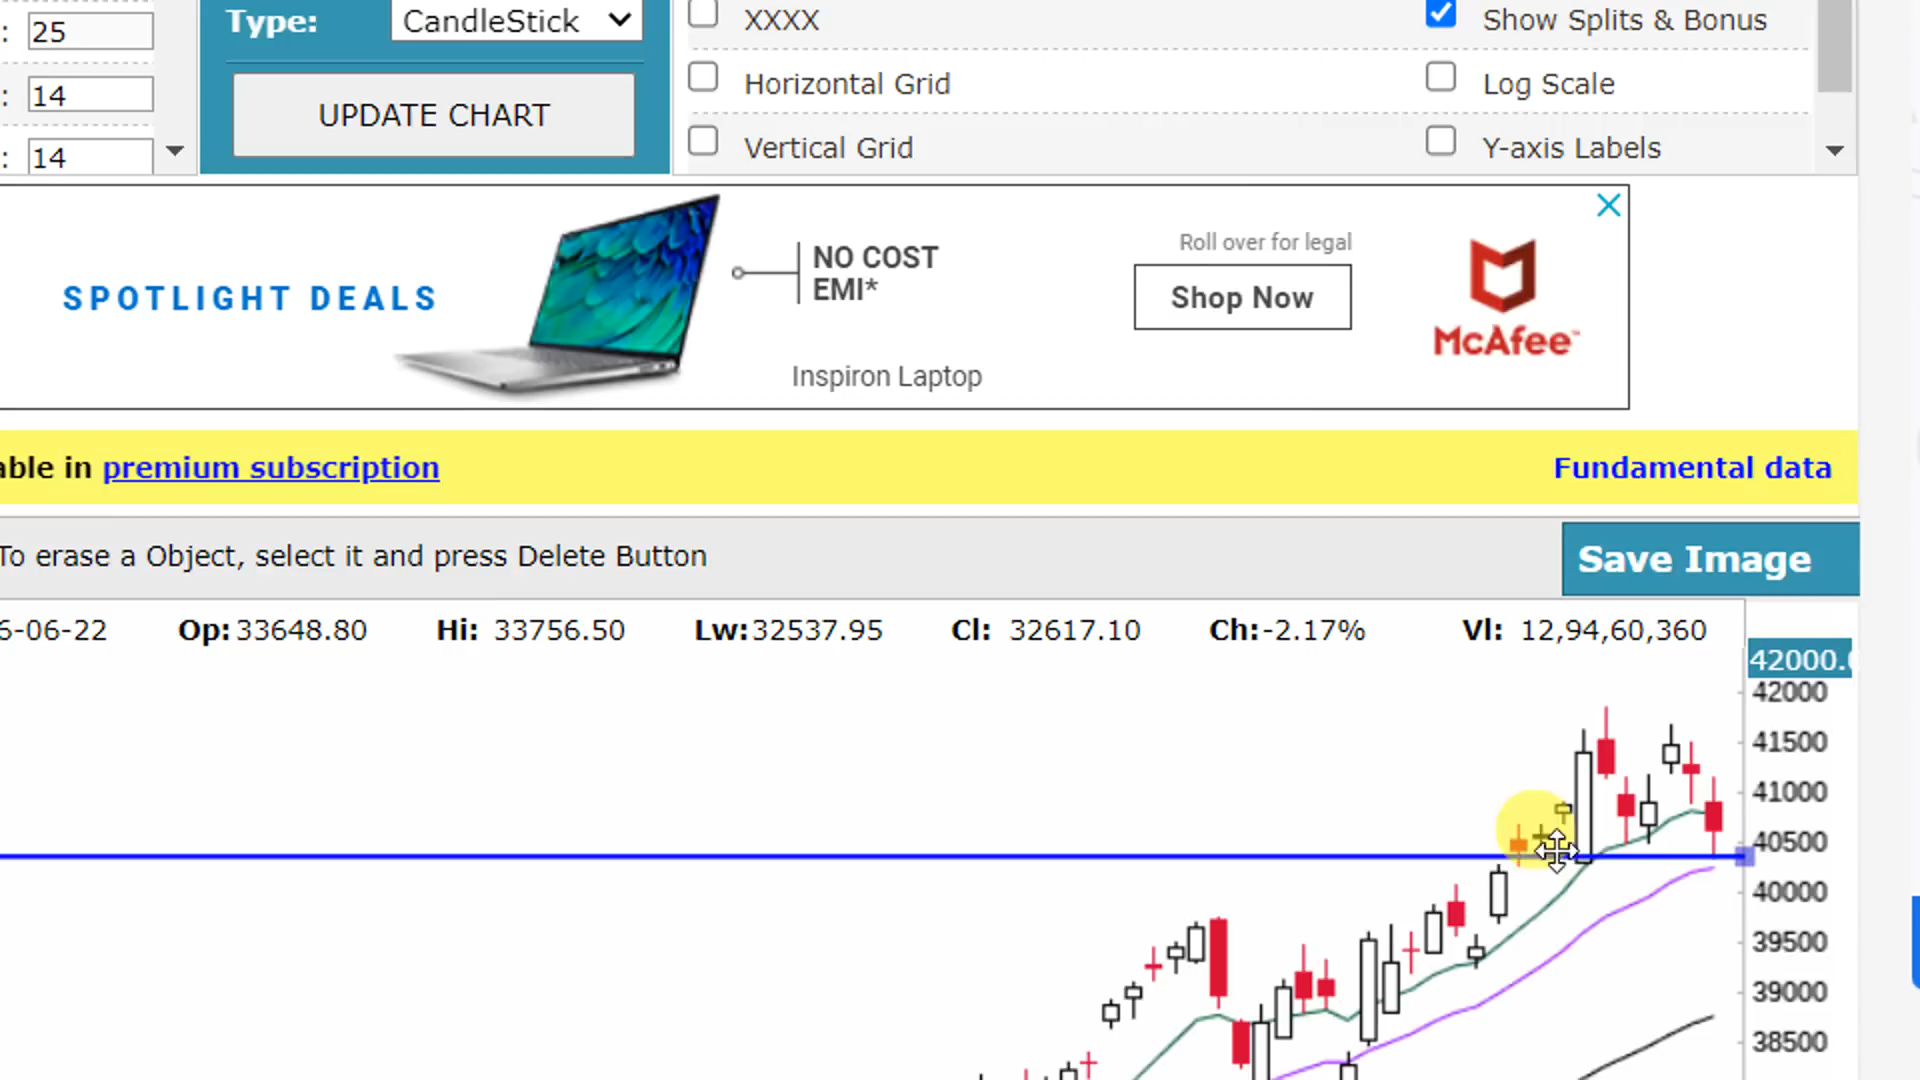 : 25
Type: CandleStick
XXXX
Show Splits & Bonus
: 14
UPDATE CHART
Horizontal Grid
Log Scale
: 14
Vertical Grid
Y-axis Labels
SPOTLIGHT DEALS
NO COST
EMI*
Inspiron Laptop
Roll over for legal
Shop Now
McAfee™
able in premium subscription
Fundamental data
To erase a Object, select it and press Delete Button
Save Image
6-06-22 Op: 33648.80 Hi: 33756.50 Lw: 32537.95 Cl: 32617.10 Ch: -2.17% Vl: 12,94,60,360
42000.
42000
41500
41000
40500
40000
39500
39000
38500